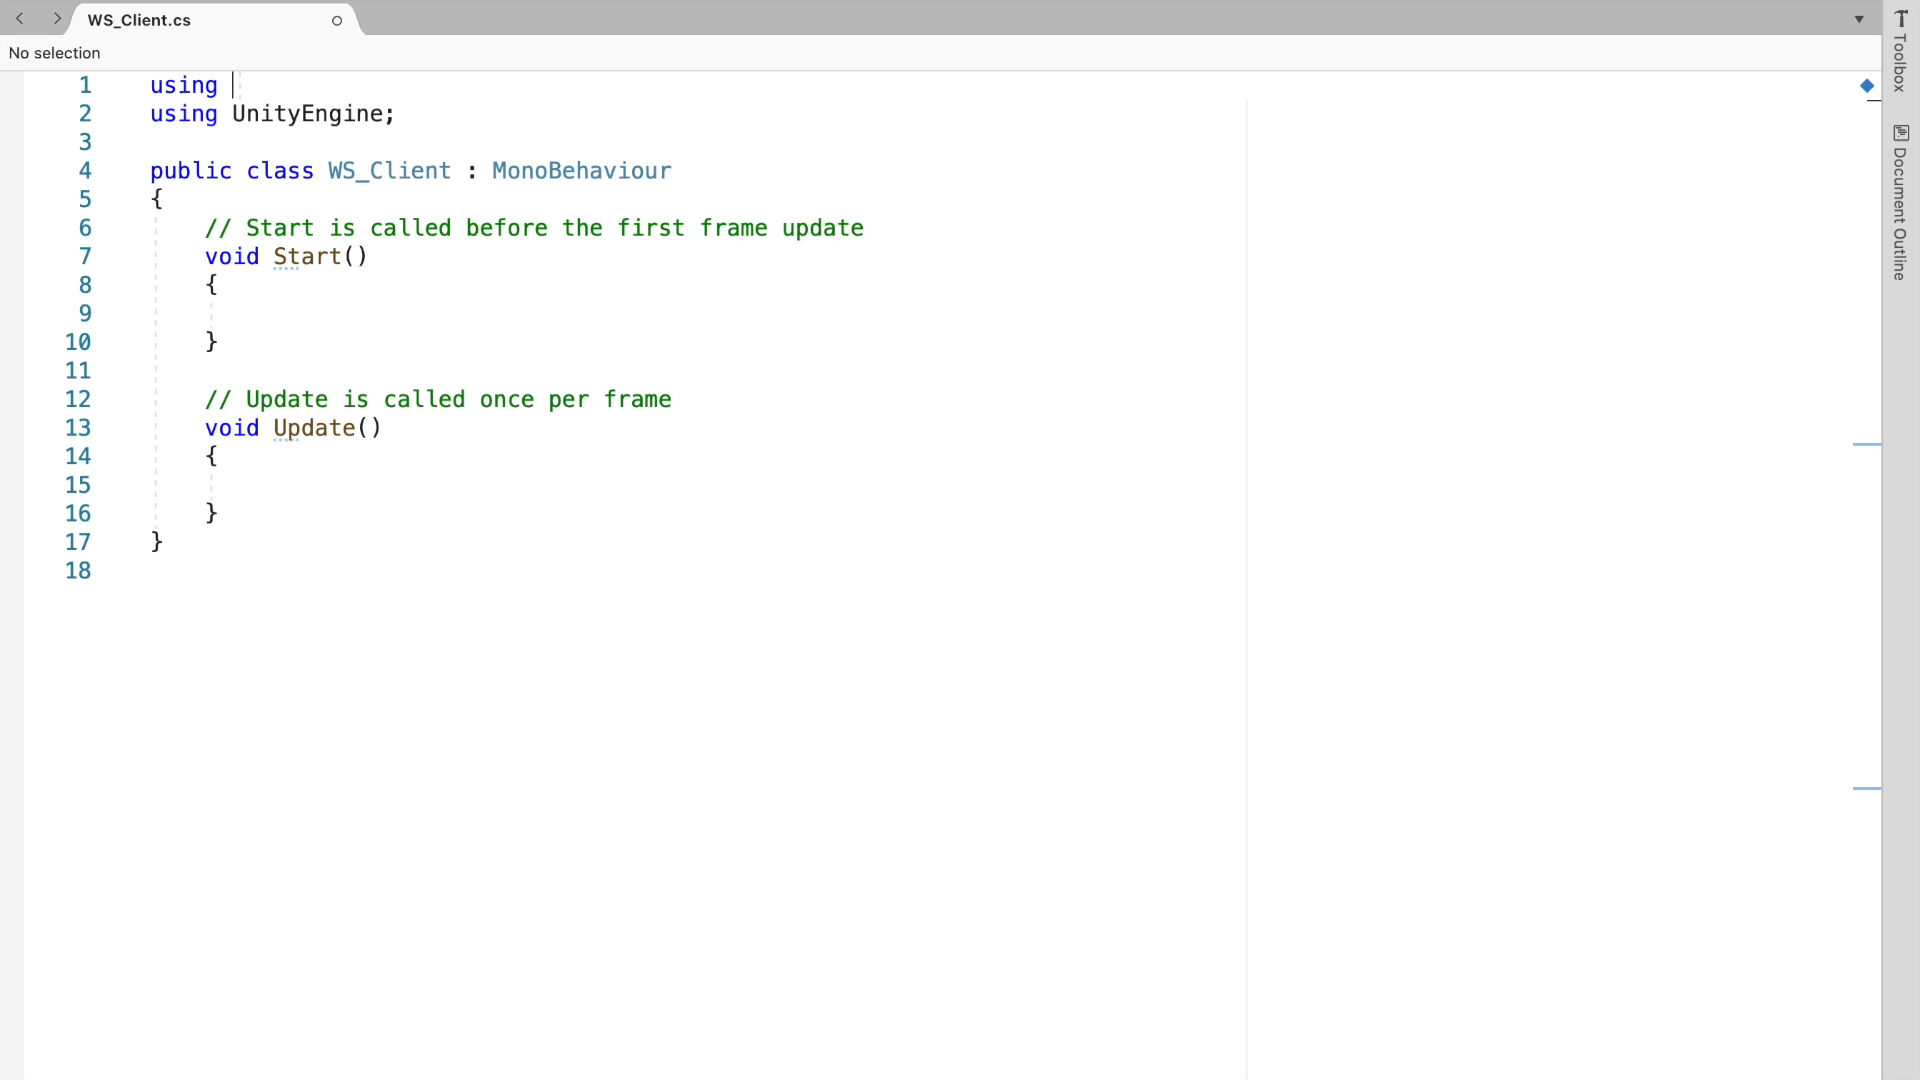 WS_Client.cs
No selection
1 using
2 using UnityEngine;
3
4 public class WS_Client : MonoBehaviour
5 {
6 // Start is called before the first frame update
7 void Start()
8 {
9
10 }
11
12 // Update is called once per frame
13 void Update()
14 {
15
16 }
17 }
18
Toolbox
Document Outline